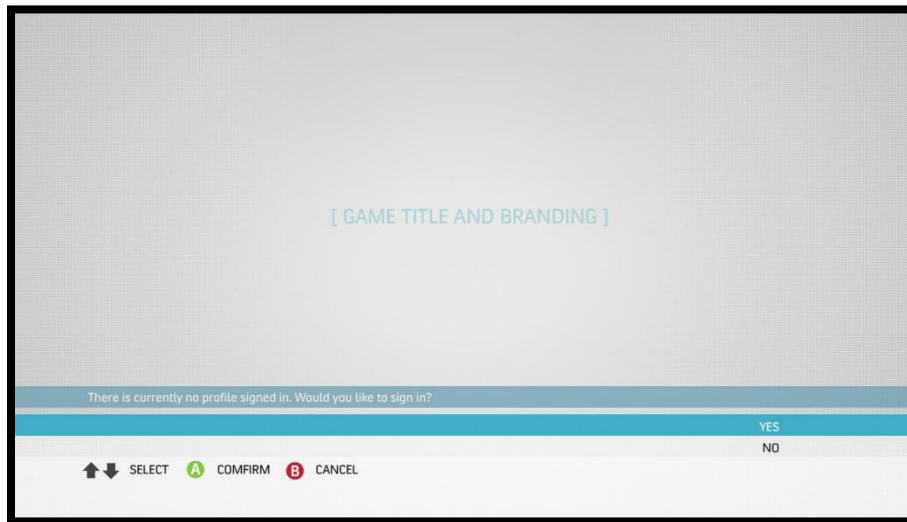 [ GAME TITLE AND BRANDING ]
There is currently no profile signed in. Would you like to sign in?
YES
NO
SELECT A COMFIRM B CANCEL